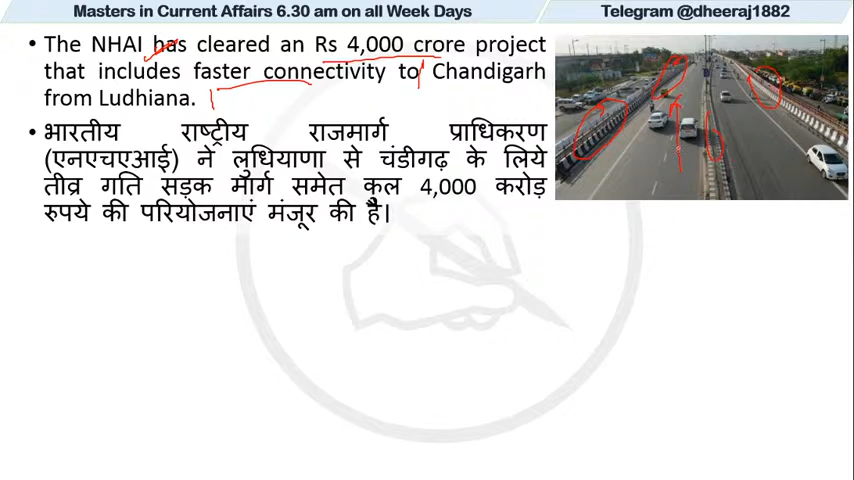 Masters in Current Affairs 6.30 am on all Week Days
Telegram @dheeraj1882
• The NHAI has cleared an Rs 4,000 crore project
that includes faster connectivity to Chandigarh
from Ludhiana.
• भारतीय राष्ट्रीय राजमार्ग प्राधिकरण
(एनएचएआई) ने लुधियाणा से चंडीगढ़ के लिये
तीव्र गति सड़क मार्ग समेत कुल 4,000 करोड़
रुपये की परियोजनाएं मंजूर की है।